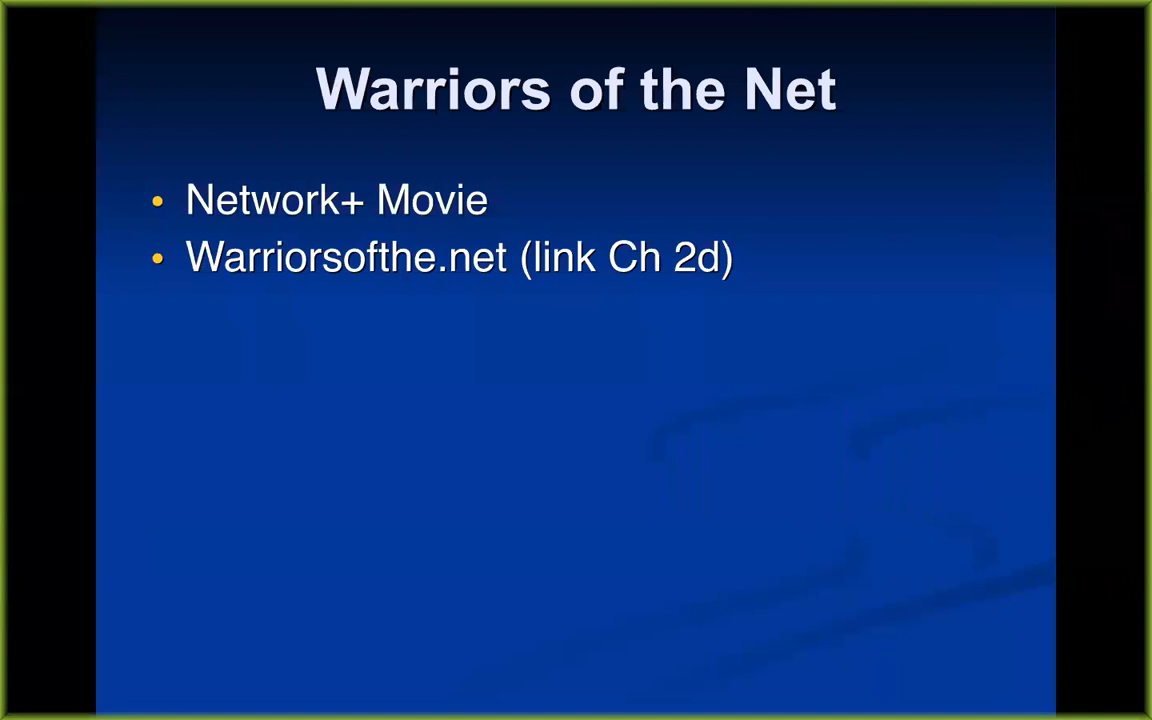 Warriors of the Net
• Network+ Movie
• Warriorsofthe.net (link Ch 2d)